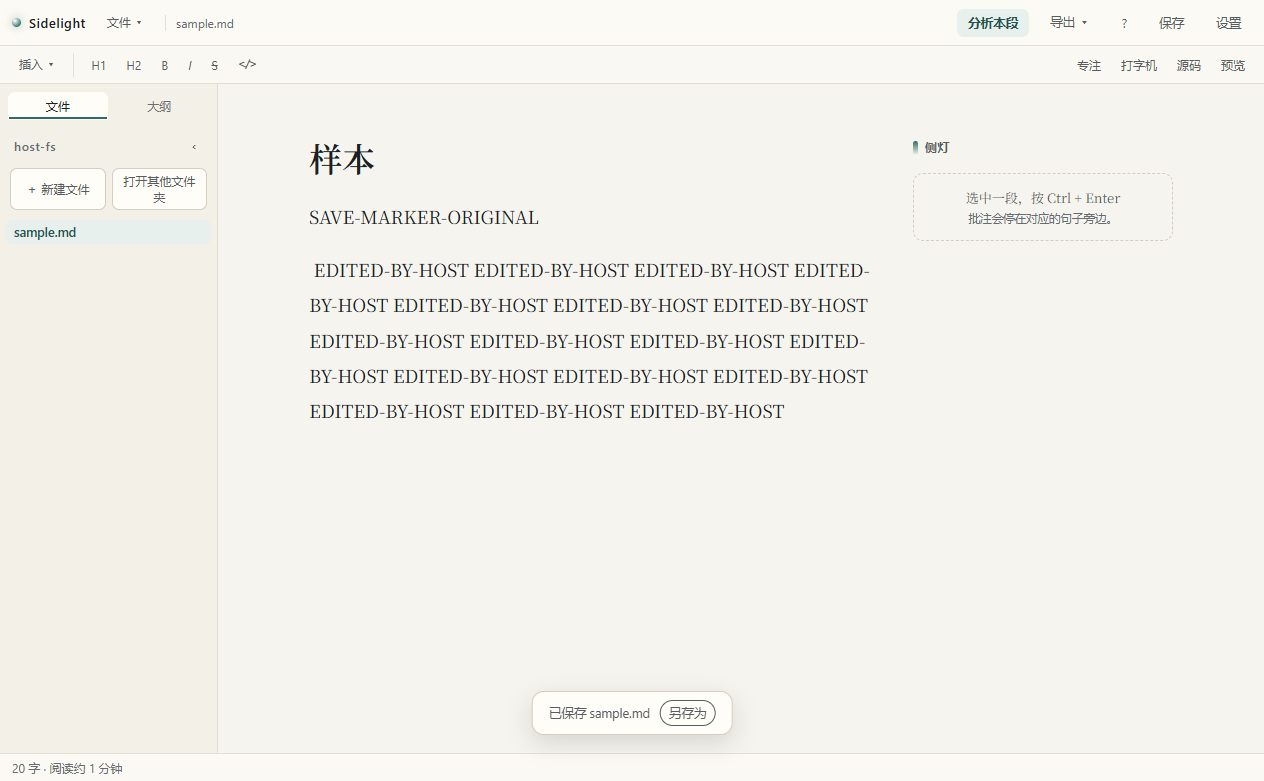 Sidelight 文件 ▾ sample.md 分析本段 导出 ▾ ? 保存 设置
插入 ▾ H1 H2 B I S </> 专注 打字机 源码 预览
文件 大纲
host-fs ‹
+ 新建文件 打开其他文件夹
sample.md
样本
SAVE-MARKER-ORIGINAL
EDITED-BY-HOST EDITED-BY-HOST EDITED-BY-HOST EDITED-
BY-HOST EDITED-BY-HOST EDITED-BY-HOST EDITED-BY-HOST
EDITED-BY-HOST EDITED-BY-HOST EDITED-BY-HOST EDITED-
BY-HOST EDITED-BY-HOST EDITED-BY-HOST EDITED-BY-HOST
EDITED-BY-HOST EDITED-BY-HOST EDITED-BY-HOST
侧灯
选中一段，按 Ctrl + Enter
批注会停在对应的句子旁边。
已保存 sample.md 另存为
20 字 · 阅读约 1 分钟